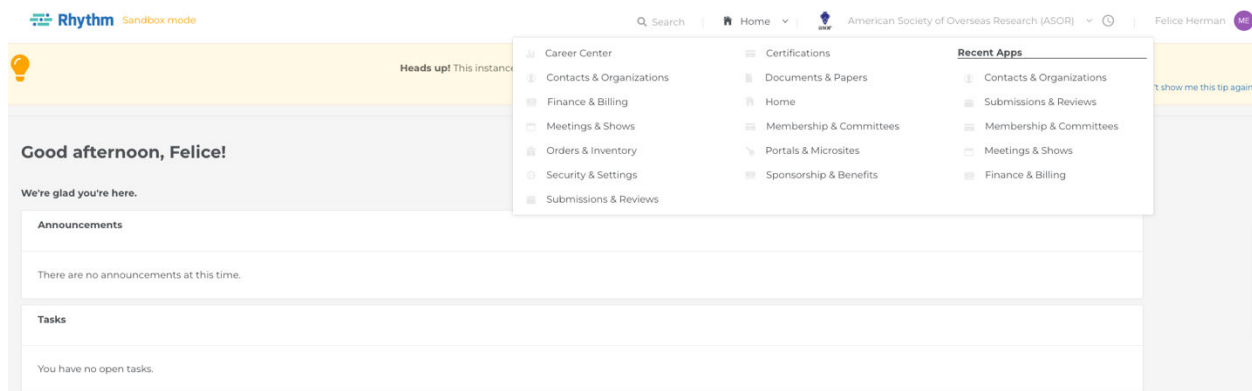 Rhythm Sandbox mode
Search
Home
ASOR
American Society of Overseas Research (ASOR)
Felice Herman
ME
Heads up! This instance
't show me this tip again
Career Center
Certifications
Recent Apps
Contacts & Organizations
Documents & Papers
Contacts & Organizations
Finance & Billing
Home
Submissions & Reviews
Meetings & Shows
Membership & Committees
Membership & Committees
Orders & Inventory
Portals & Microsites
Meetings & Shows
Security & Settings
Sponsorship & Benefits
Finance & Billing
Submissions & Reviews
Good afternoon, Felice!
We're glad you're here.
Announcements
There are no announcements at this time.
Tasks
You have no open tasks.